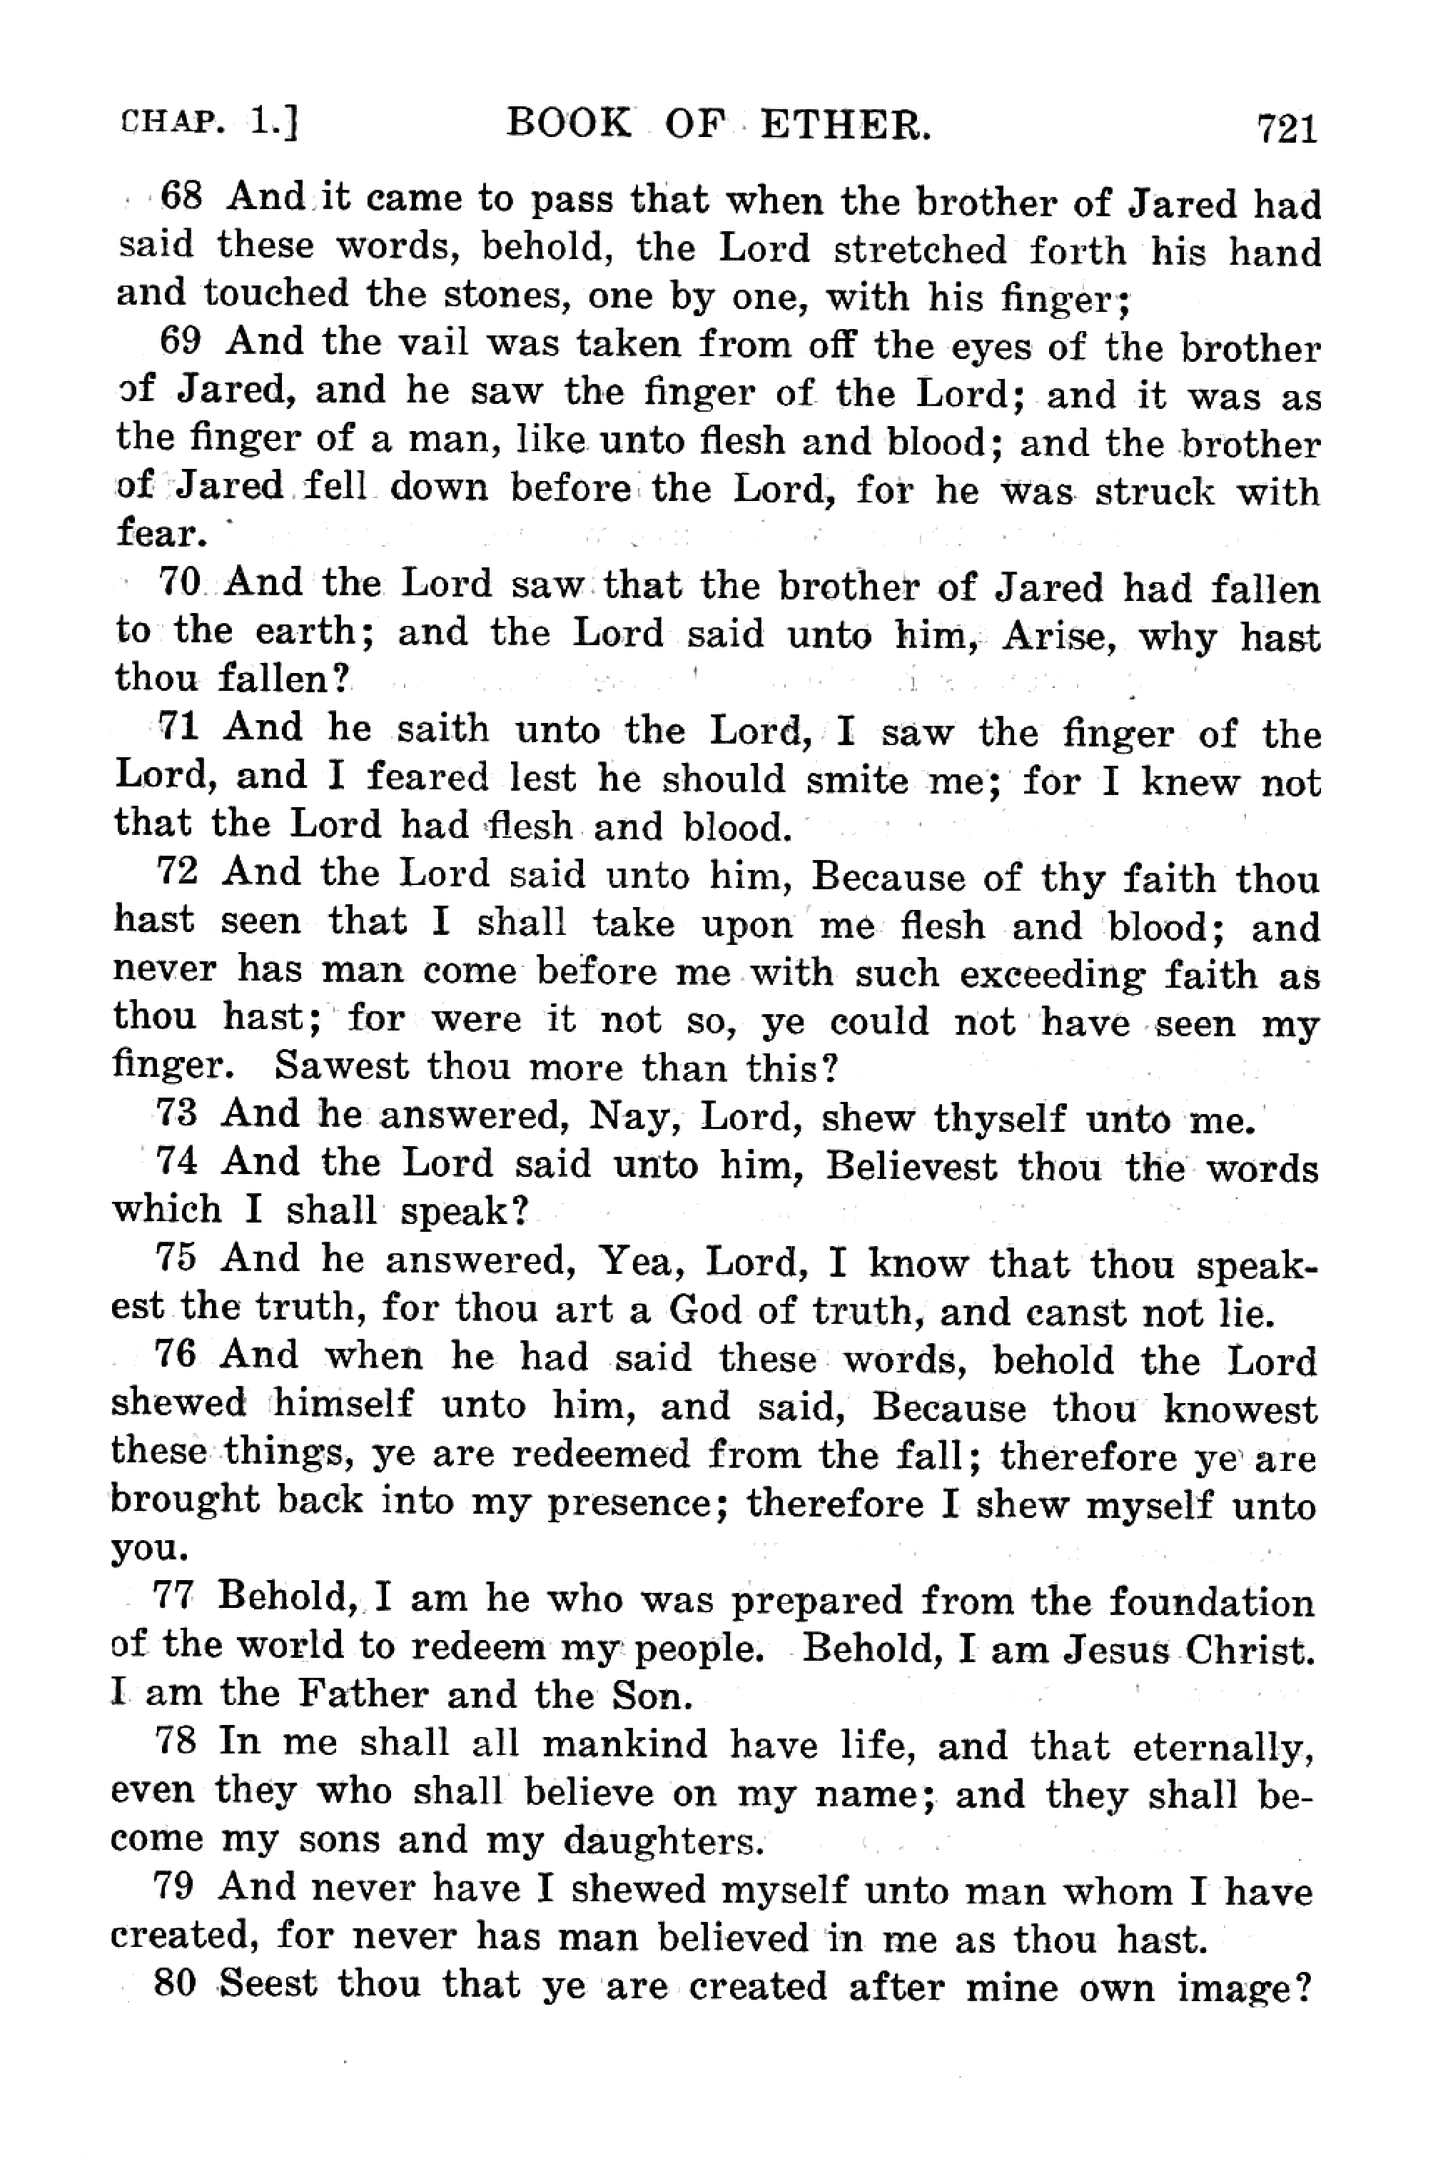 CHAP. 1.] BOOK OF ETHER. 721
68 And it came to pass that when the brother of Jared had
said these words, behold, the Lord stretched forth his hand
and touched the stones, one by one, with his finger;
69 And the vail was taken from off the eyes of the brother
of Jared, and he saw the finger of the Lord; and it was as
the finger of a man, like unto flesh and blood; and the brother
of Jared fell down before the Lord, for he was struck with
fear.
70 And the Lord saw that the brother of Jared had fallen
to the earth; and the Lord said unto him, Arise, why hast
thou fallen?
71 And he saith unto the Lord, I saw the finger of the
Lord, and I feared lest he should smite me; for I knew not
that the Lord had flesh and blood.
72 And the Lord said unto him, Because of thy faith thou
hast seen that I shall take upon me flesh and blood; and
never has man come before me with such exceeding faith as
thou hast; for were it not so, ye could not have seen my
finger. Sawest thou more than this?
73 And he answered, Nay, Lord, shew thyself unto me.
74 And the Lord said unto him, Believest thou the words
which I shall speak?
75 And he answered, Yea, Lord, I know that thou speak-
est the truth, for thou art a God of truth, and canst not lie.
76 And when he had said these words, behold the Lord
shewed himself unto him, and said, Because thou knowest
these things, ye are redeemed from the fall; therefore ye are
brought back into my presence; therefore I shew myself unto
you.
77 Behold, I am he who was prepared from the foundation
of the world to redeem my people. Behold, I am Jesus Christ.
I am the Father and the Son.
78 In me shall all mankind have life, and that eternally,
even they who shall believe on my name; and they shall be-
come my sons and my daughters.
79 And never have I shewed myself unto man whom I have
created, for never has man believed in me as thou hast.
80 Seest thou that ye are created after mine own image?